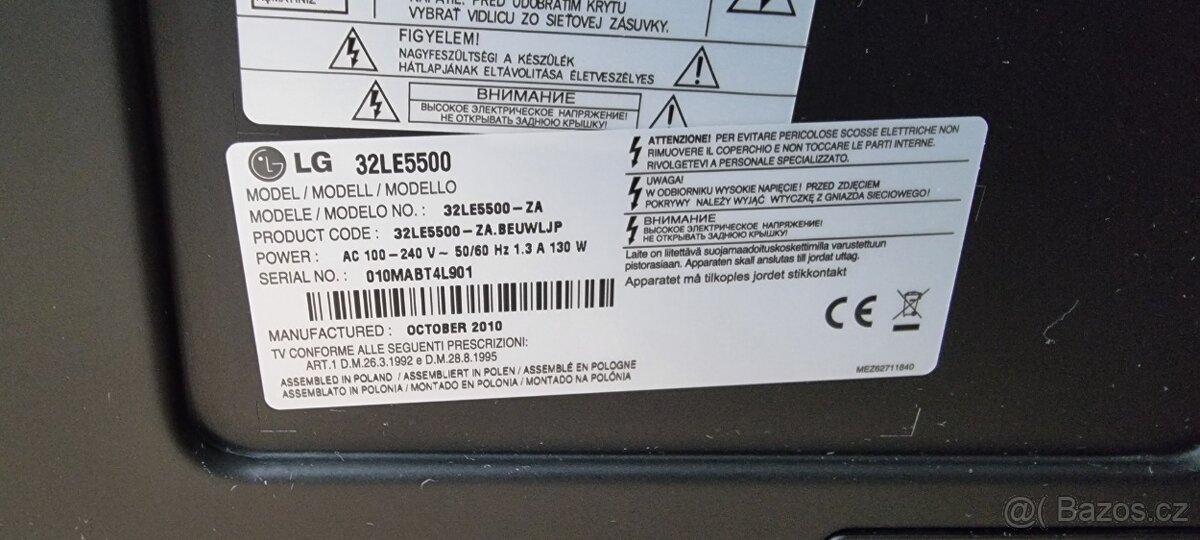 NAPÄTIE. PRED ODOBRATÍM KRYTU
VYBRAŤ VIDLICU ZO SIEŤOVEJ ZÁSUVKY.
FIGYELEM!
NAGYFESZÜLTSÉGI A KÉSZÜLÉK
HÁTLAPJÁNAK ELTÁVOLITÁSA ÉLETVESZÉLYES
ВНИМАНИЕ
ВЫСОКОЕ ЭЛЕКТРИЧЕСКОЕ НАПРЯЖЕНИЕ!
НЕ ОТКРЫВАТЬ ЗАДНЮЮ КРЫШКУ!
LG 32LE5500
MODEL / MODELL / MODELLO
MODELE / MODELO NO. : 32LE5500-ZA
PRODUCT CODE : 32LE5500-ZA.BEUWLJP
POWER : AC 100-240 V~ 50/60 Hz 1.3 A 130 W
SERIAL NO. : 010MABT4L901
MANUFACTURED : OCTOBER 2010
TV CONFORME ALLE SEGUENTI PRESCRIZIONI:
ART.1 D.M.26.3.1992 e D.M.28.8.1995
ASSEMBLED IN POLAND / ASSEMBLIERT IN POLEN / ASSEMBLÉ EN POLOGNE
ASSEMBLATO IN POLONIA / MONTADO EN POLONIA / MONTADO NA POLÓNIA
ATTENZIONE! PER EVITARE PERICOLOSE SCOSSE ELETTRICHE NON
RIMUOVERE IL COPERCHIO E NON TOCCARE LE PARTI INTERNE.
RIVOLGETEVI A PERSONALE SPECIALIZZATO.
UWAGA!
W ODBIORNIKU WYSOKIE NAPIĘCIE! PRZED ZDJĘCIEM
POKRYWY NALEŻY WYJĄĆ WTYCZKĘ Z GNIAZDA SIECIOWEGO!
ВНИМАНИЕ
ВЫСОКОЕ ЭЛЕКТРИЧЕСКОЕ НАПРЯЖЕНИЕ!
НЕ ОТКРЫВАТЬ ЗАДНЮЮ КРЫШКУ!
Laite on liitettävä suojamaadoituskoskettimilla varustettuun
pistorasiaan. Apparaten skall anslutas till jordat uttag.
Apparatet må tilkoples jordet stikkontakt
CE
MEZ62711840
@( Bazos.cz